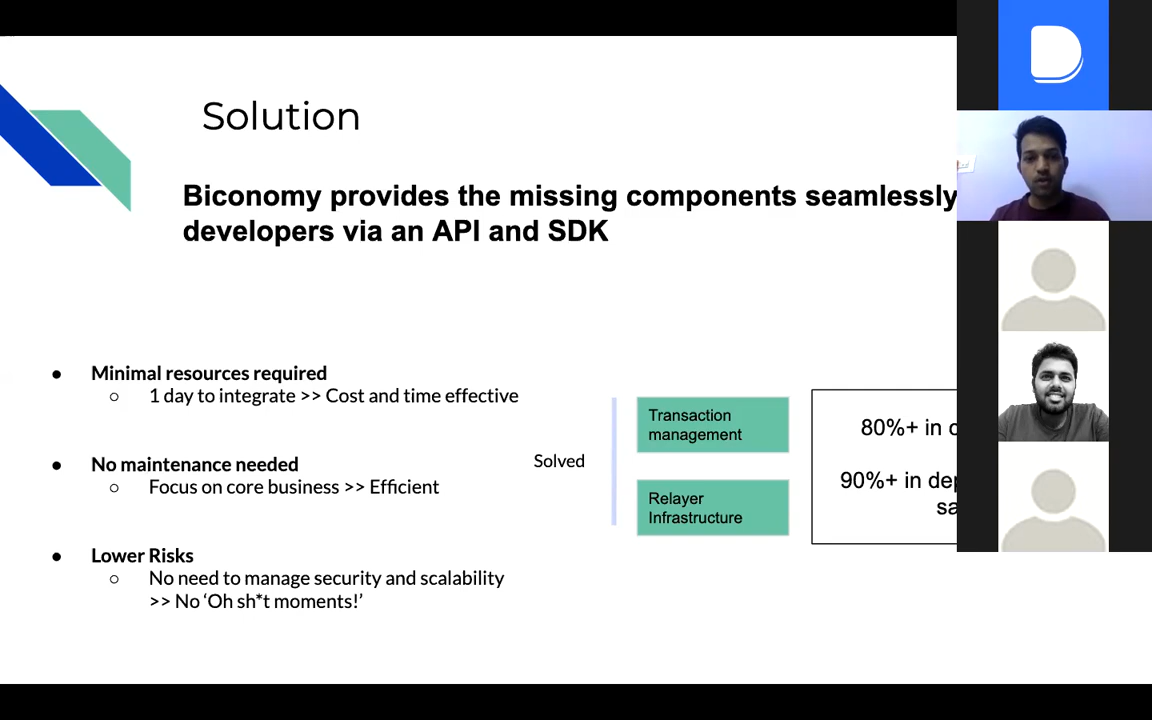 Solution
Biconomy provides the missing components seamlessly
developers via an API and SDK
● Minimal resources required
○ 1 day to integrate >> Cost and time effective
● No maintenance needed
○ Focus on core business >> Efficient
● Lower Risks
○ No need to manage security and scalability
>> No ‘Oh sh*t moments!’
Solved
Transaction
management
Relayer
Infrastructure
80%+ in
90%+ in